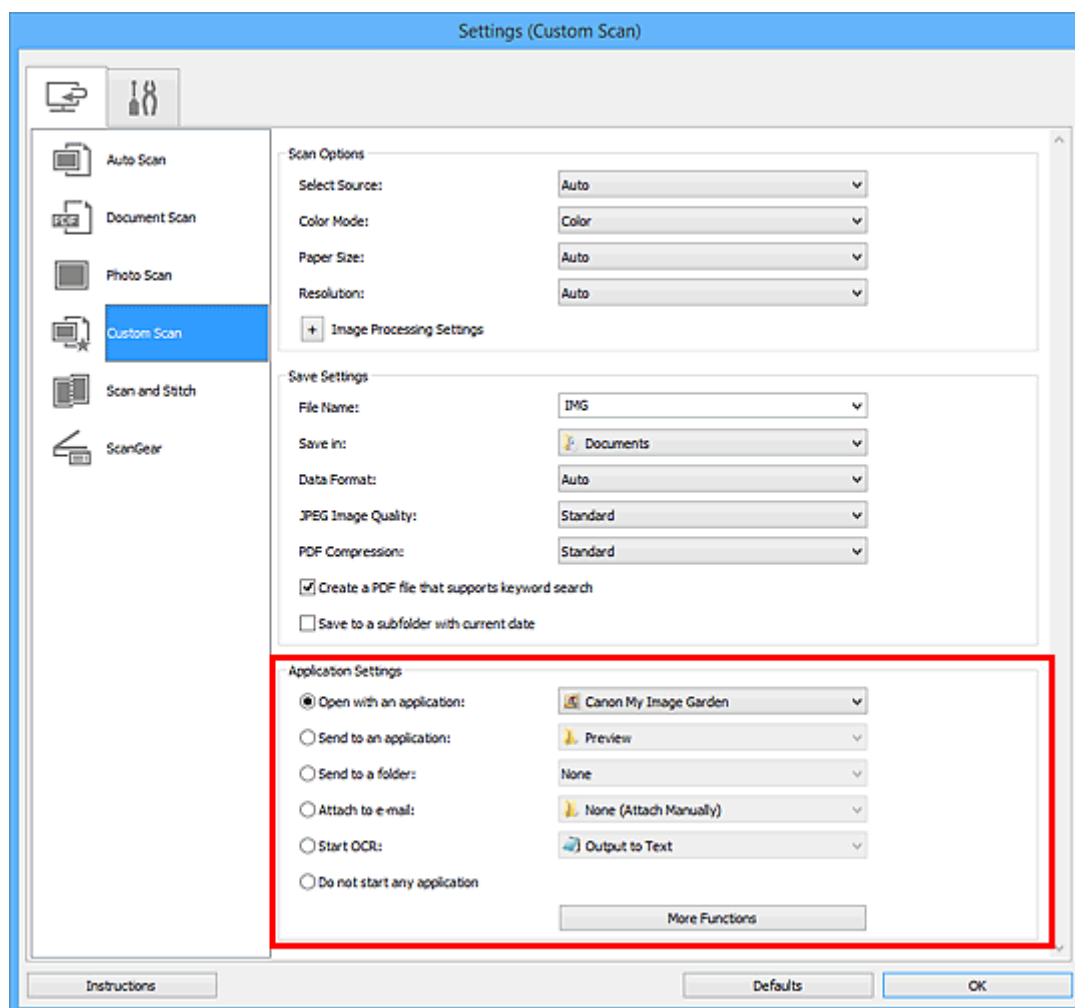 Settings (Custom Scan)
Auto Scan
PDF
Document Scan
Photo Scan
Custom Scan
Scan and Stitch
ScanGear
Scan Options
Select Source: Auto
Color Mode: Color
Paper Size: Auto
Resolution: Auto
+ Image Processing Settings
Save Settings
File Name: IMG
Save in: Documents
Data Format: Auto
JPEG Image Quality: Standard
PDF Compression: Standard
Create a PDF file that supports keyword search
Save to a subfolder with current date
Application Settings
Open with an application: Canon My Image Garden
Send to an application: Preview
Send to a folder: None
Attach to e-mail: None (Attach Manually)
Start OCR: Output to Text
Do not start any application
More Functions
Instructions Defaults OK